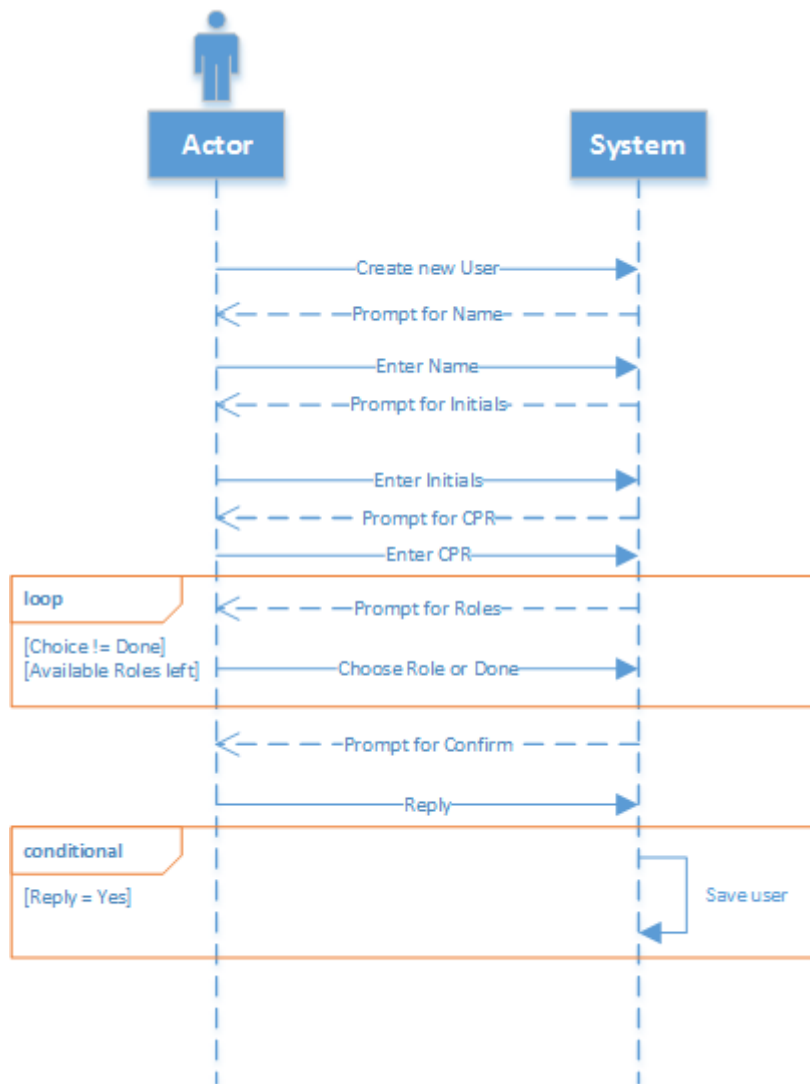 Actor
System
Create new User
Prompt for Name
Enter Name
Prompt for Initials
Enter Initials
Prompt for CPR
Enter CPR
loop
Prompt for Roles
[Choice != Done]
[Available Roles left]
Choose Role or Done
Prompt for Confirm
Reply
conditional
[Reply = Yes]
Save user